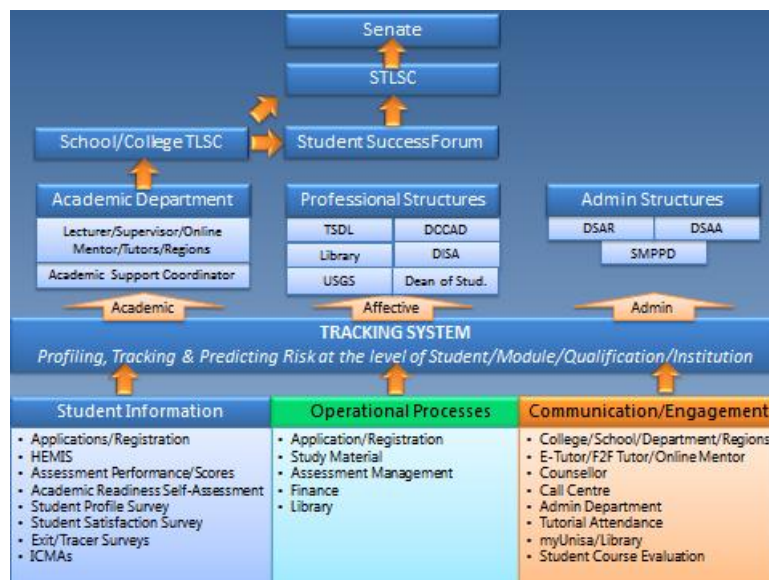 Senate
STLSC
School/College TLSC
Student SuccessForum
Academic Department
Lecturer/Supervisor/Online
Mentor/Tutors/Regions
Academic Support Coordinator
Professional Structures
TSDL
DCCAD
Library
DISA
USGS
Dean of Stud.
Admin Structures
DSAR
DSAA
SMPPD
Academic
Affective
Admin
TRACKING SYSTEM
Profiling, Tracking & Predicting Risk at the level of Student/Module/Qualification/Institution
Student Information
• Applications/Registration
• HEMIS
• Assessment Performance/Scores
• Academic Readiness Self-Assessment
• Student Profile Survey
• Student Satisfaction Survey
• Exit/Tracer Surveys
• ICMAs
Operational Processes
• Application/Registration
• Study Material
• Assessment Management
• Finance
• Library
Communication/Engagement
• College/School/Department/Regions
• E-Tutor/F2F Tutor/Online Mentor
• Counsellor
• Call Centre
• Admin Department
• Tutorial Attendance
• myUnisa/Library
• Student Course Evaluation